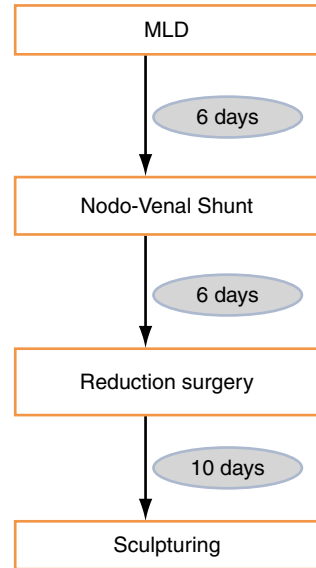 MLD
6 days
Nodo-Venal Shunt
6 days
Reduction surgery
10 days
Sculpturing